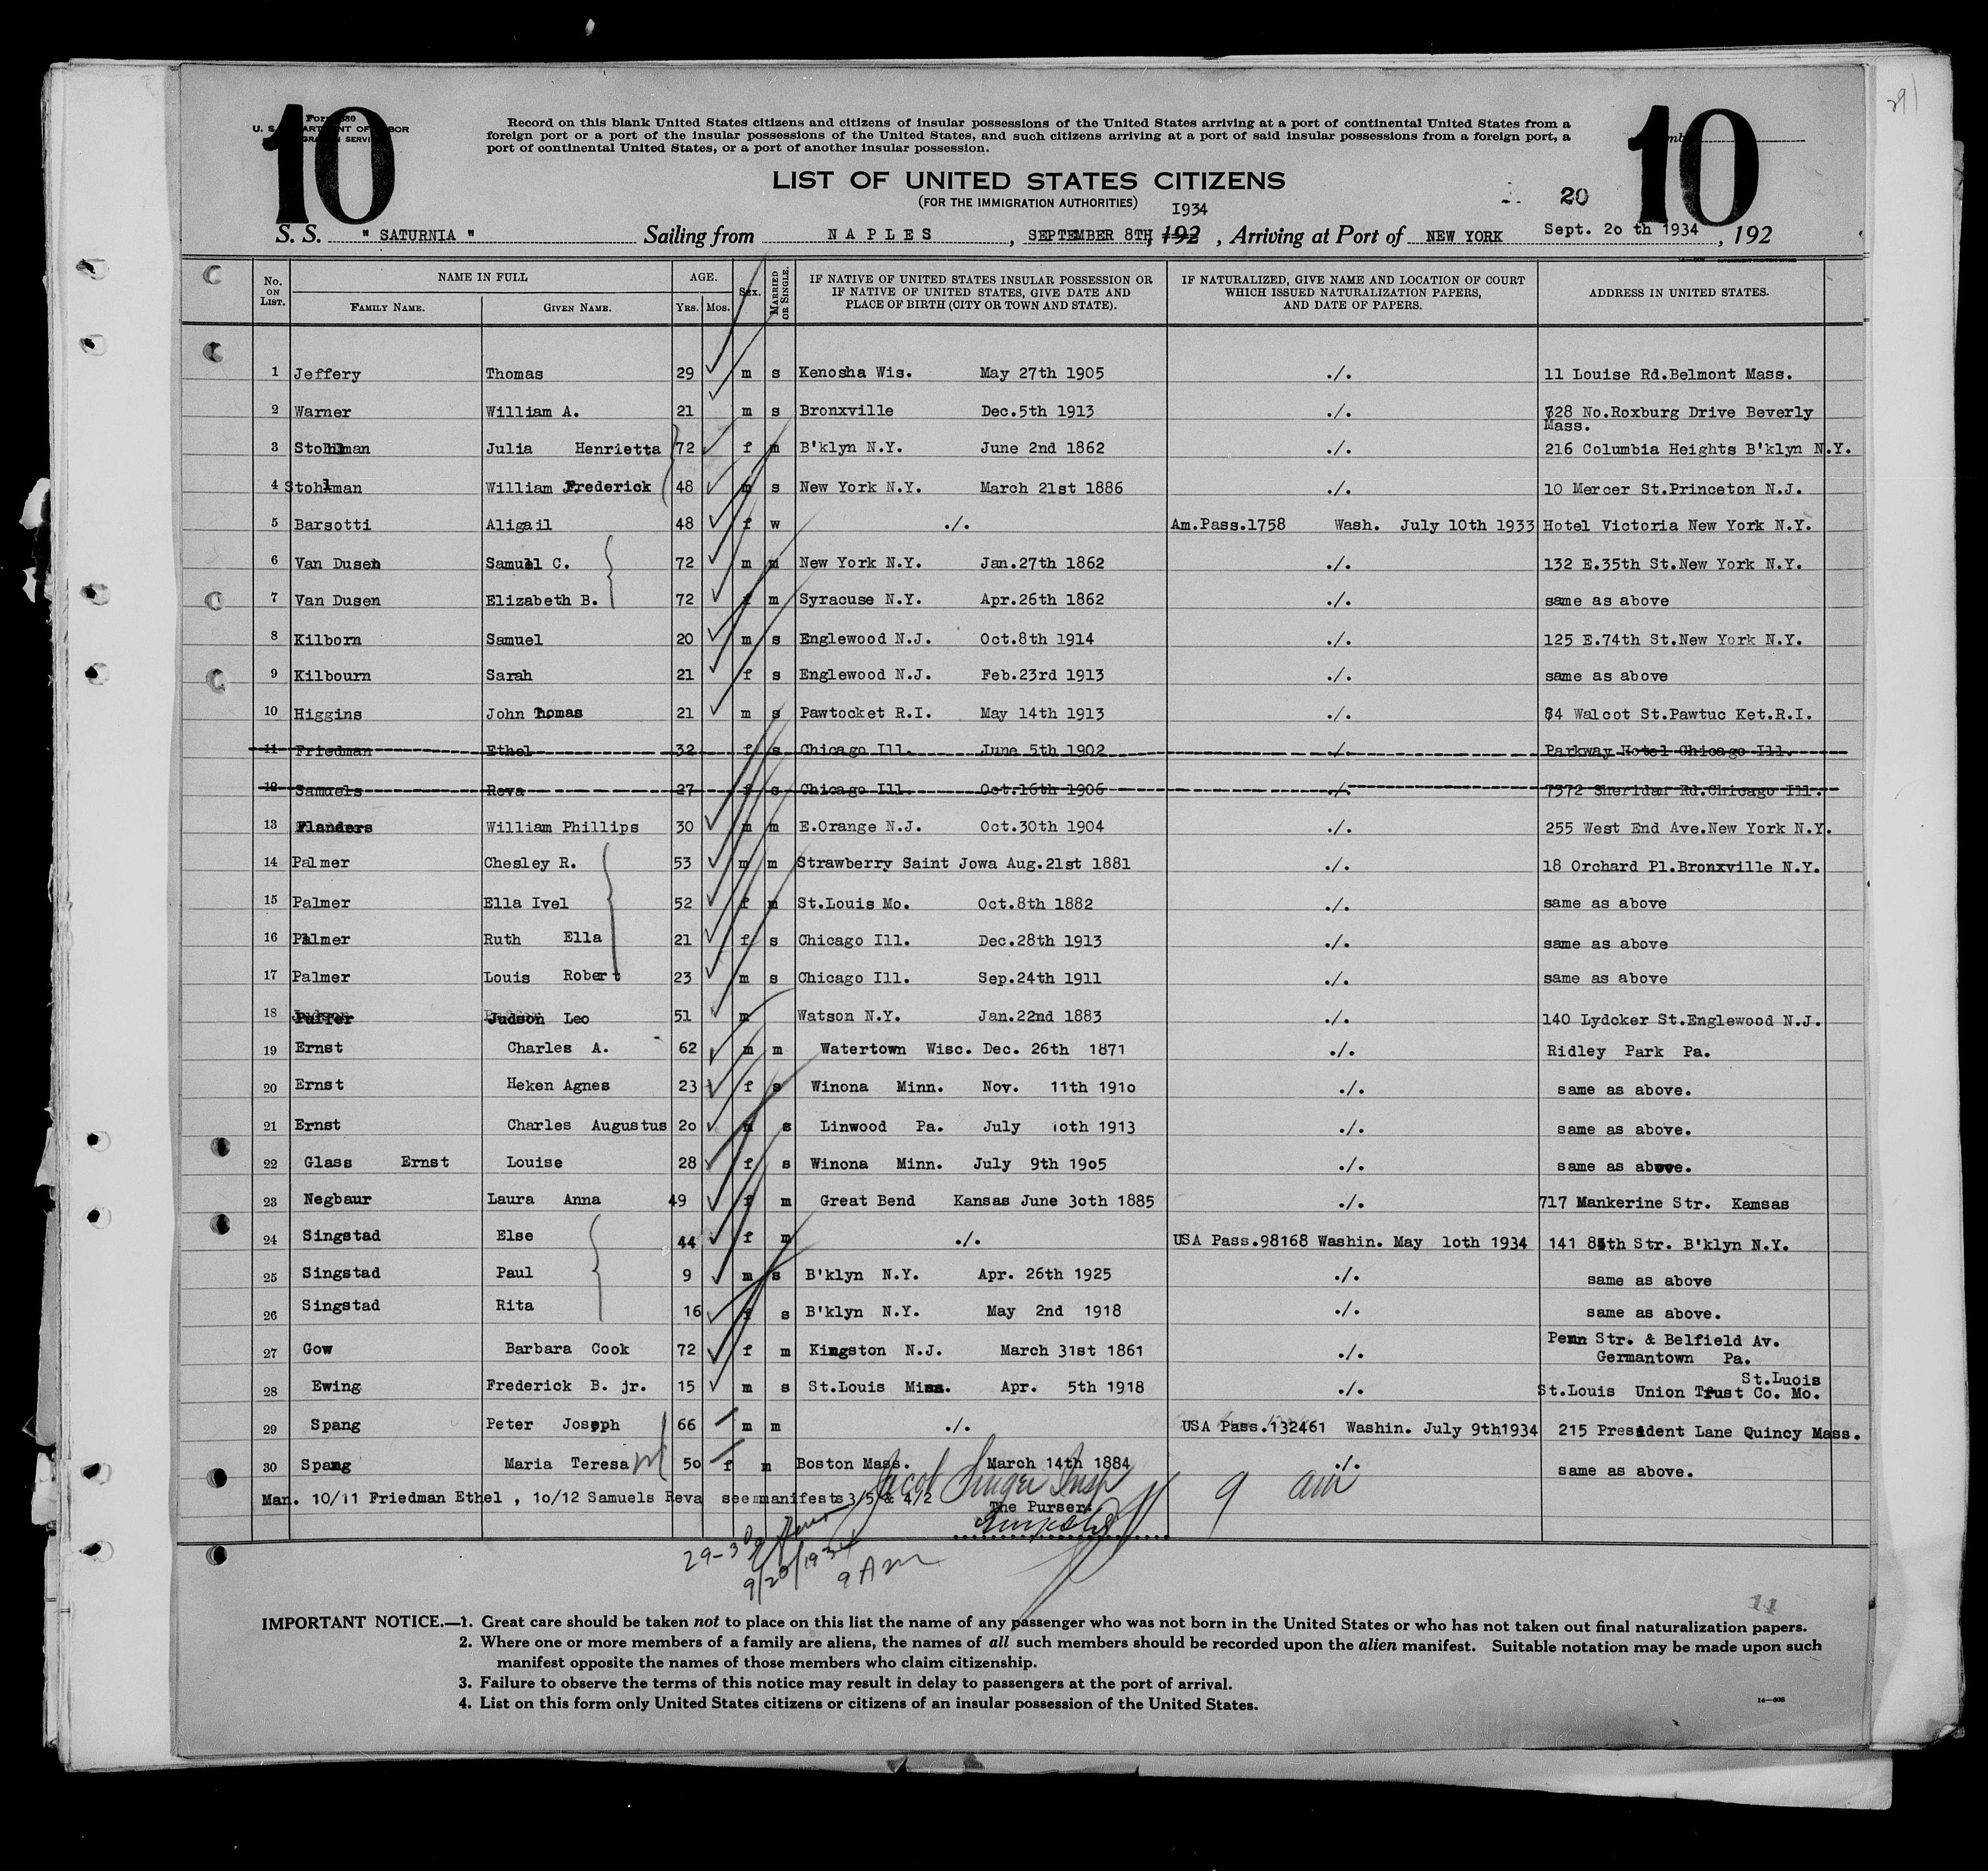 291
10
10
Form 630
U. S. DEPARTMENT OF LABOR
IMMIGRATION SERVICE
Record on this blank United States citizens and citizens of insular possessions of the United States arriving at a port of continental United States from a
foreign port or a port of the insular possessions of the United States, and such citizens arriving at a port of said insular possessions from a foreign port, a
port of continental United States, or a port of another insular possession.
LIST OF UNITED STATES CITIZENS
(FOR THE IMMIGRATION AUTHORITIES)
20
S. S. " SATURNIA " Sailing from N A P L E S , SEPTEMBER 8TH, 192 1934 , Arriving at Port of NEW YORK Sept. 2o th 1934 , 192
No. ON LIST. NAME IN FULL FAMILY NAME. GIVEN NAME. AGE. YRS. MOS. Sex. MARRIED OR SINGLE. IF NATIVE OF UNITED STATES INSULAR POSSESSION OR IF NATIVE OF UNITED STATES, GIVE DATE AND PLACE OF BIRTH (CITY OR TOWN AND STATE). IF NATURALIZED, GIVE NAME AND LOCATION OF COURT WHICH ISSUED NATURALIZATION PAPERS, AND DATE OF PAPERS. ADDRESS IN UNITED STATES.
1 Jeffery Thomas 29 m s Kenosha Wis. May 27th 1905 ./. 11 Louise Rd.Belmont Mass.
2 Warner William A. 21 m s Bronxville Dec.5th 1913 ./. 728 No.Roxburg Drive Beverly
Mass.
3 Stohlman Julia Henrietta 72 f m B'klyn N.Y. June 2nd 1862 ./. 216 Columbia Heights B'klyn N.Y.
4 Stohlman William Frederick 48 m s New York N.Y. March 21st 1886 ./. 10 Mercer St.Princeton N.J.
5 Barsotti Aligail 48 f w ./. Am.Pass.1758 Wash. July 10th 1933 Hotel Victoria New York N.Y.
6 Van Dusen Samuel C. 72 m m New York N.Y. Jan.27th 1862 ./. 132 E.35th St.New York N.Y.
7 Van Dusen Elizabeth B. 72 f m Syracuse N.Y. Apr.26th 1862 ./. same as above
8 Kilborn Samuel 20 m s Englewood N.J. Oct.8th 1914 ./. 125 E.74th St.New York N.Y.
9 Kilbourn Sarah 21 f s Englewood N.J. Feb.23rd 1913 ./. same as above
10 Higgins John Thomas 21 m s Pawtocket R.I. May 14th 1913 ./. 84 Walcot St.Pawtuc Ket.R.I.
11 Friedman Ethel 32 f s Chicago Ill. June 5th 1902 ./. Parkway Hotel Chicago Ill.
12 Samuels Reva 27 f s Chicago Ill. Oct.16th 1906 ./. 7372 Sheridan Rd.Chicago Ill.
13 Flanders William Phillips 30 m m E.Orange N.J. Oct.30th 1904 ./. 255 West End Ave.New York N.Y.
14 Palmer Chesley R. 53 m m Strawberry Saint Jowa Aug.21st 1881 ./. 18 Orchard Pl.Bronxville N.Y.
15 Palmer Ella Ivel 52 f m St.Louis Mo. Oct.8th 1882 ./. same as above
16 Palmer Ruth Ella 21 f s Chicago Ill. Dec.28th 1913 ./. same as above
17 Palmer Louis Robert 23 m s Chicago Ill. Sep.24th 1911 ./. same as above
18 Puffer Judson Leo 51 m Watson N.Y. Jan.22nd 1883 ./. 140 Lydcker St.Englewood N.J.
19 Ernst Charles A. 62 m m Watertown Wisc. Dec. 26th 1871 ./. Ridley Park Pa.
20 Ernst Heken Agnes 23 f s Winona Minn. Nov. 11th 191o ./. same as above.
21 Ernst Charles Augustus 2o m s Linwood Pa. July 1oth 1913 ./. same as above.
22 Glass Ernst Louise 28 f s Winona Minn. July 9th 19o5 ./. same as above.
23 Negbaur Laura Anna 49 f m Great Bend Kansas June 3oth 1885 ./. 717 Mankerine Str. Kamsas
24 Singstad Else 44 f m ./. USA Pass.98168 Washin. May 1oth 1934 141 84th Str. B'klyn N.Y.
25 Singstad Paul 9 m s B'klyn N.Y. Apr. 26th 1925 ./. same as above
26 Singstad Rita 16 f s B'klyn N.Y. May 2nd 1918 ./. same as above.
27 Gow Barbara Cook 72 f m Kingston N.J. March 31st 1861 ./. Penn Str. & Belfield Av.
Germantown Pa.
28 Ewing Frederick B. jr. 15 m s St.Louis Miss. Apr. 5th 1918 ./. St.Louis Union Trust Co. Mo.
St.Luois
29 Spang Peter Joseph 66 m m ./. USA Pass.132461 Washin. July 9th1934 215 President Lane Quincy Mass.
30 Spang Maria Teresa 5o f m Boston Mass. March 14th 1884 ./. same as above.
Man. 10/11 Friedman Ethel , 1o/12 Samuels Reva see manifests 3/5 & 4/2
Jacob Singer Insp 9 am
The Purser:
29-30
9/20/1934
9 Am
11
IMPORTANT NOTICE.—1. Great care should be taken not to place on this list the name of any passenger who was not born in the United States or who has not taken out final naturalization papers.
2. Where one or more members of a family are aliens, the names of all such members should be recorded upon the alien manifest. Suitable notation may be made upon such
manifest opposite the names of those members who claim citizenship.
3. Failure to observe the terms of this notice may result in delay to passengers at the port of arrival.
4. List on this form only United States citizens or citizens of an insular possession of the United States.
14—608